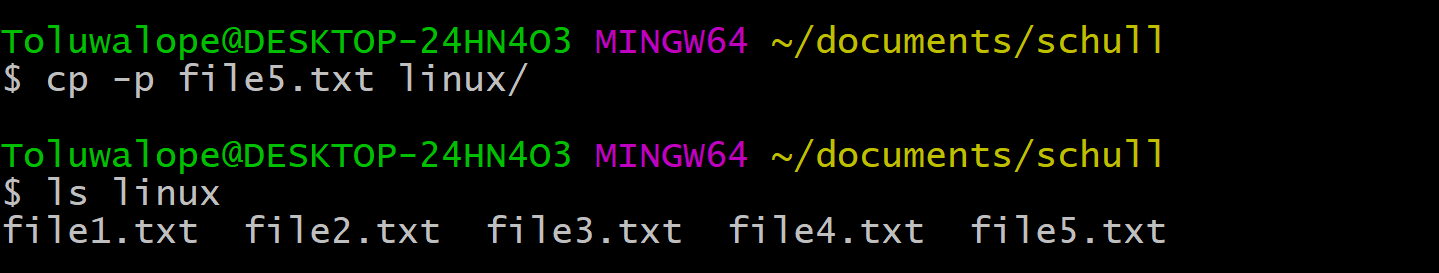 Toluwalope@DESKTOP-24HN4O3 MINGW64 ~/documents/schull
$ cp -p file5.txt linux/
Toluwalope@DESKTOP-24HN4O3 MINGW64 ~/documents/schull
$ ls linux
file1.txt  file2.txt  file3.txt  file4.txt  file5.txt